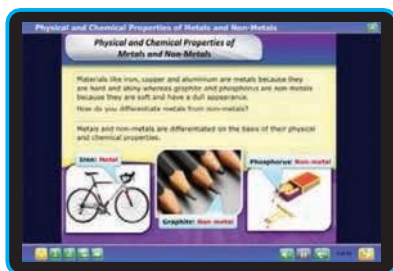 Physical and Chemical Properties of Metals and Non-Metals
Physical and Chemical Properties of
Metals and Non-Metals
Materials like iron, copper and aluminium are metals because they
are hard and shiny whereas graphite and phosphorus are non-metals
because they are soft and have a dull appearance.
How do you differentiate metals from non-metals?
Metals and non-metals are differentiated on the basis of their physical
and chemical properties.
Iron: Metal
Phosphorus: Non-metal
Graphite: Non-metal